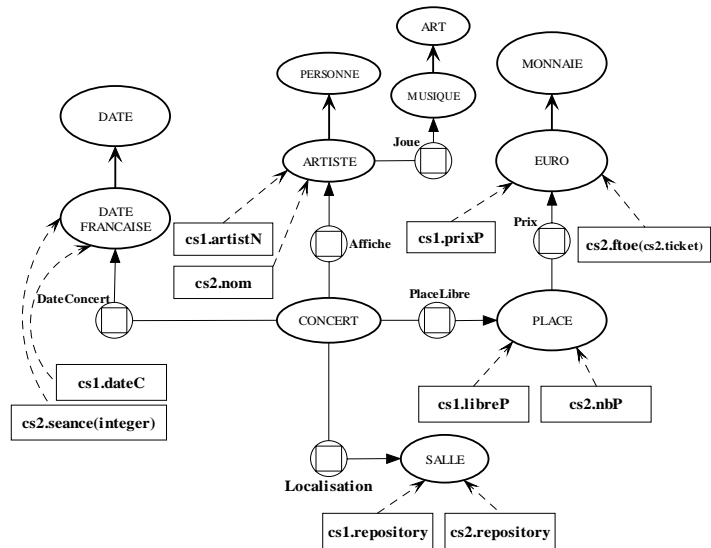 ART
PERSONNE
MUSIQUE
MONNAIE
DATE
Joue
ARTISTE
EURO
DATE
FRANCAISE
cs1.artistN
cs1.prixP
Prix
cs2.ftoe(cs2.ticket)
Affiche
cs2.nom
DateConcert
PlaceLibre
CONCERT
PLACE
cs1.dateC
cs2.seance(integer)
cs1.libreP
cs2.nbP
SALLE
Localisation
cs1.repository
cs2.repository